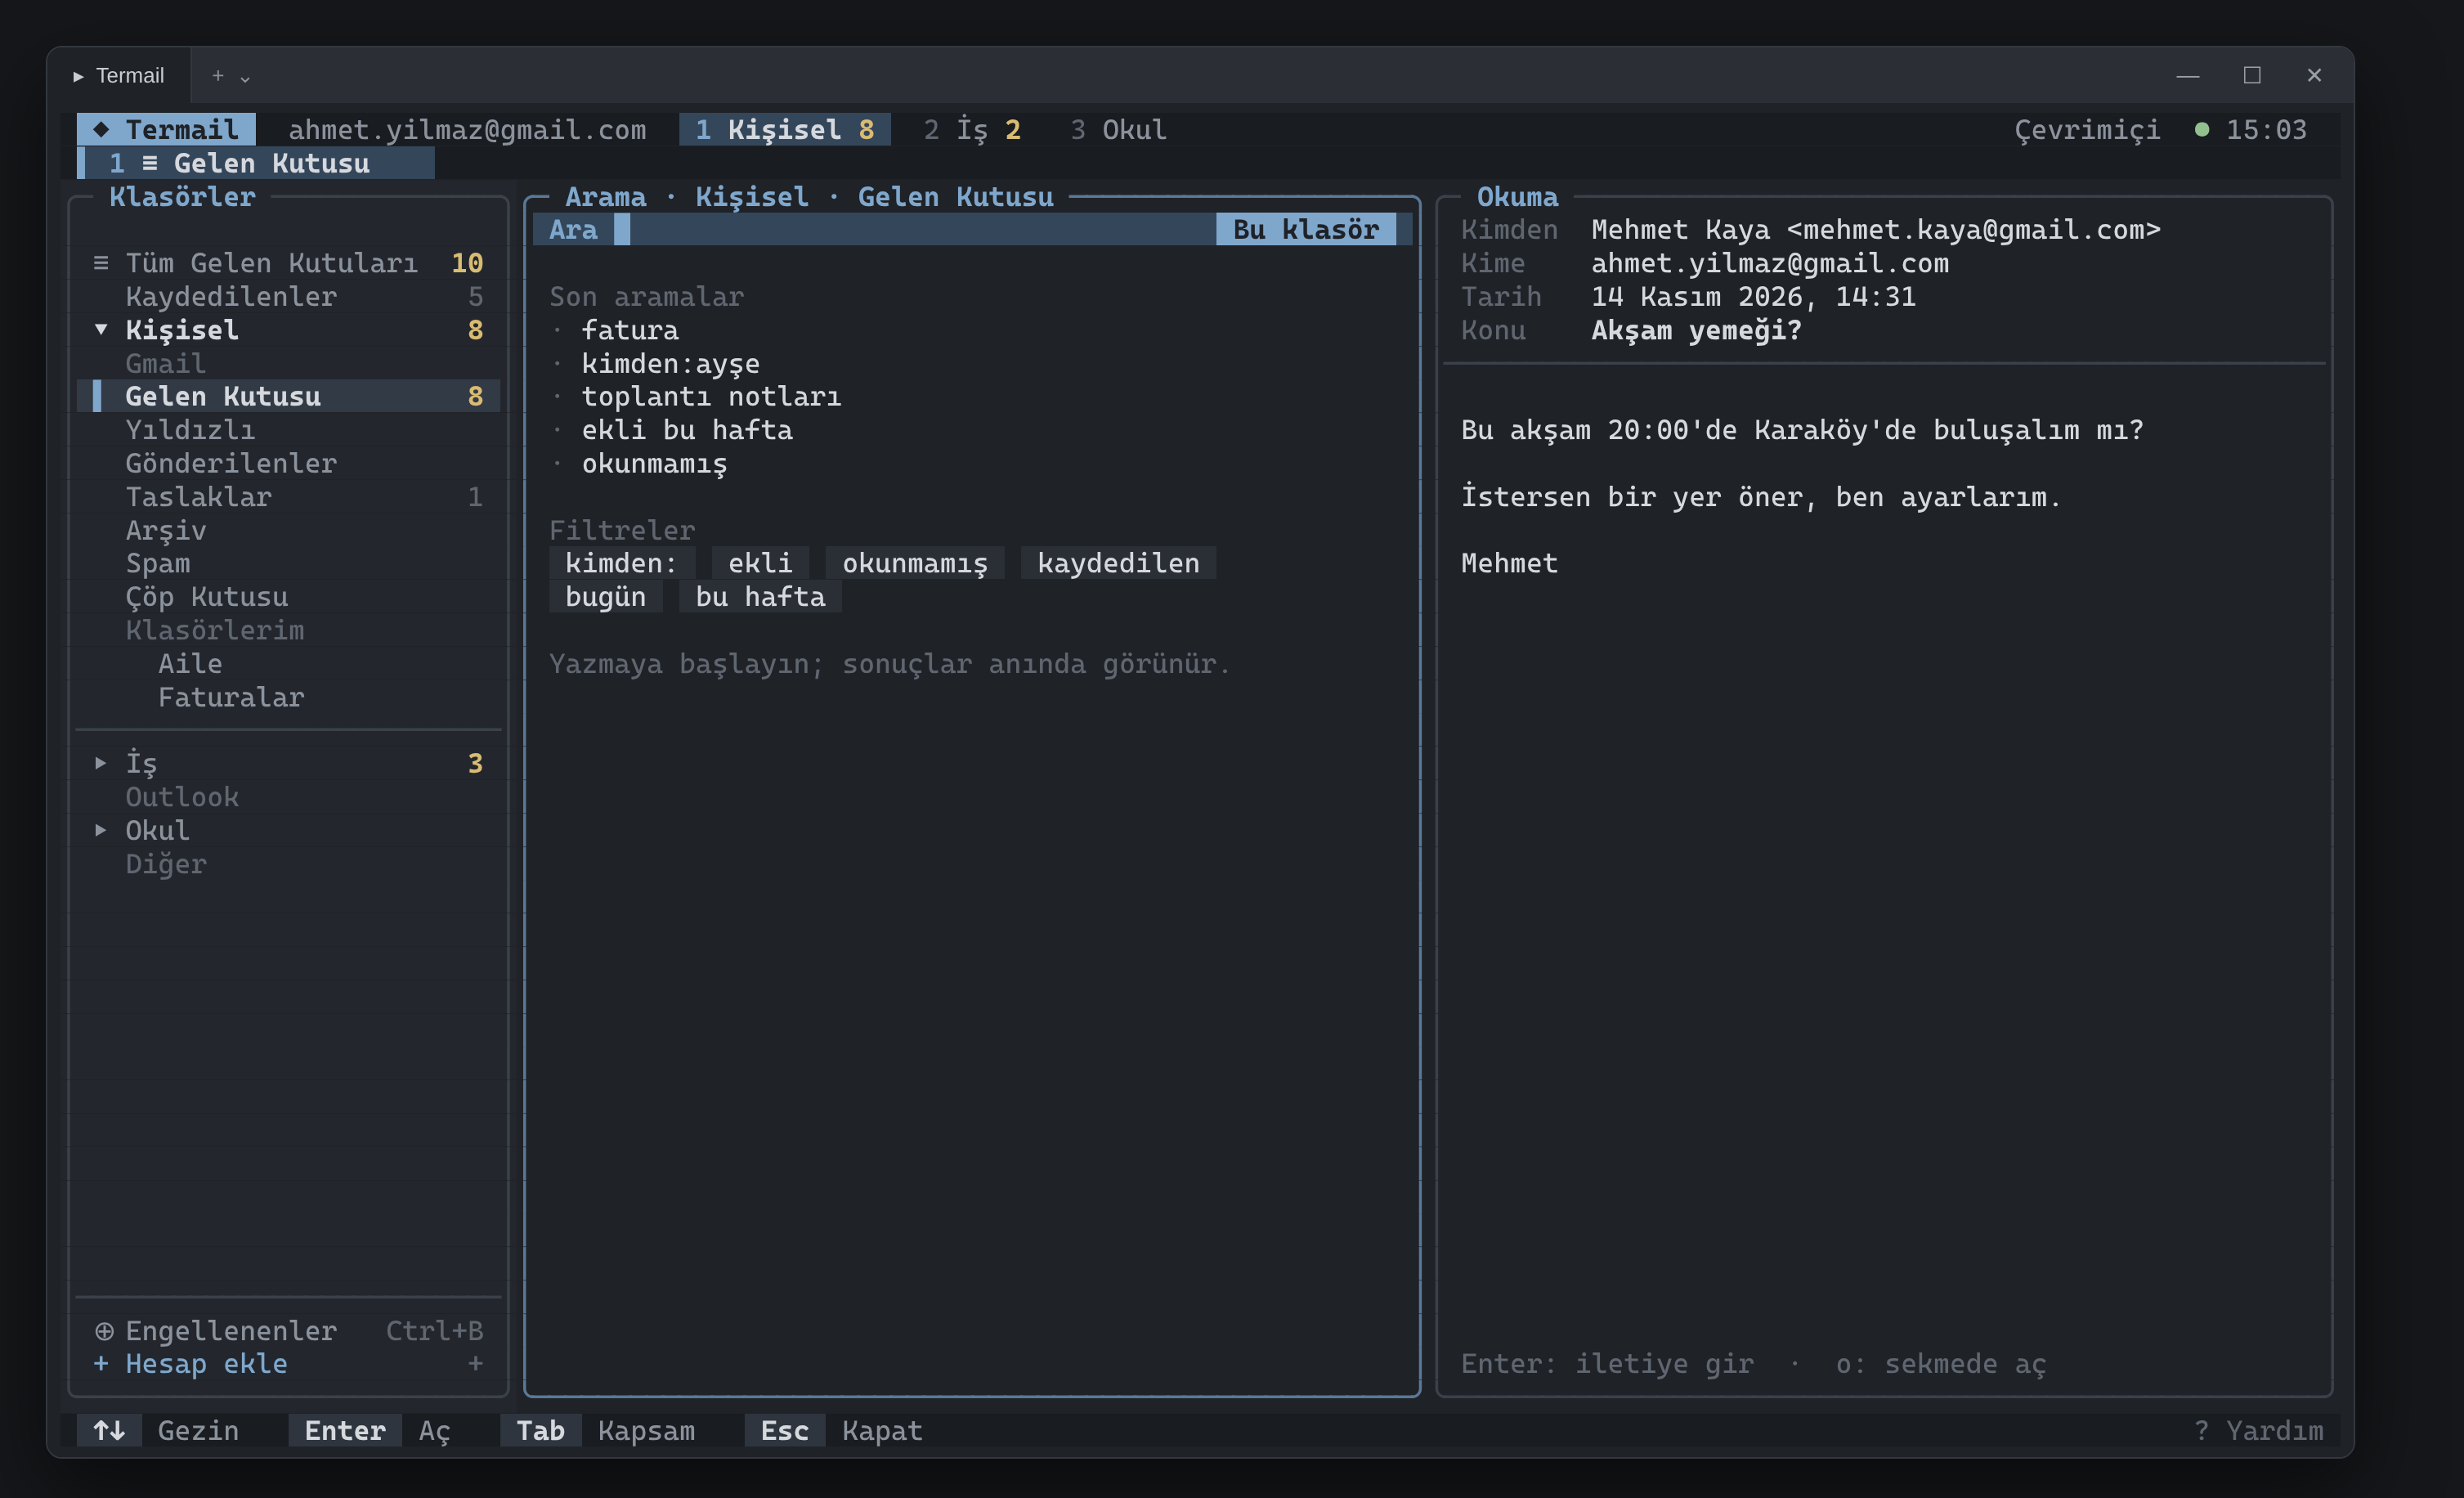 ▸ Termail + ⌄
◆ Termail ahmet.yilmaz@gmail.com 1 Kişisel 8 2 İş 2 3 Okul Çevrimiçi ● 15:03
1 ≡ Gelen Kutusu
Klasörler
≡ Tüm Gelen Kutuları 10
Kaydedilenler 5
▼ Kişisel 8
Gmail
Gelen Kutusu 8
Yıldızlı
Gönderilenler
Taslaklar 1
Arşiv
Spam
Çöp Kutusu
Klasörlerim
Aile
Faturalar
▸ İş 3
Outlook
▸ Okul
Diğer
⊕ Engellenenler Ctrl+B
+ Hesap ekle +
Arama · Kişisel · Gelen Kutusu
Ara Bu klasör
Son aramalar
· fatura
· kimden:ayşe
· toplantı notları
· ekli bu hafta
· okunmamış
Filtreler
kimden: ekli okunmamış kaydedilen
bugün bu hafta
Yazmaya başlayın; sonuçlar anında görünür.
Okuma
Kimden Mehmet Kaya <mehmet.kaya@gmail.com>
Kime ahmet.yilmaz@gmail.com
Tarih 14 Kasım 2026, 14:31
Konu Akşam yemeği?
Bu akşam 20:00'de Karaköy'de buluşalım mı?
İstersen bir yer öner, ben ayarlarım.
Mehmet
Enter: iletiye gir · o: sekmede aç
↑↓ Gezin Enter Aç Tab Kapsam Esc Kapat ? Yardım